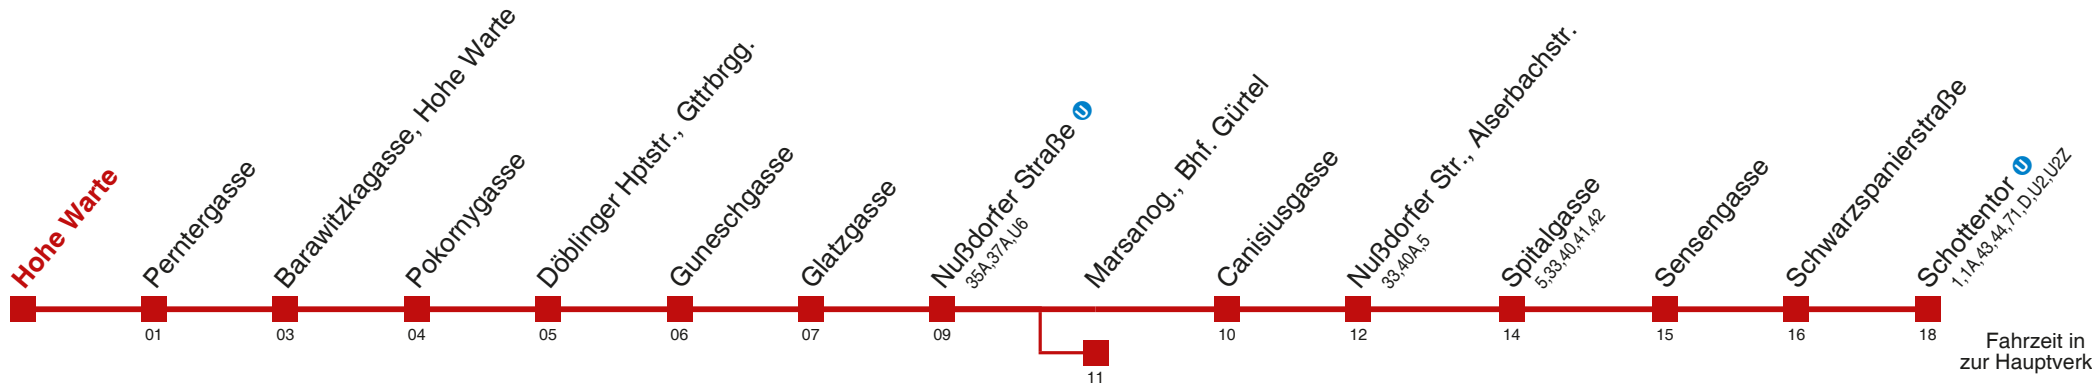 Hohe Warte
Perntergasse
01
Barawitzkagasse, Hohe Warte
03
Pokornygasse
04
Döblinger Hptstr., Gttrbrgg.
05
Guneschgasse
06
Glatzgasse
07
Nußdorfer Straße U
35A,37A,U6
09
Marsanog., Bhf. Gürtel
11
Canisiusgasse
10
Nußdorfer Str., Alserbachstr.
33,40A,5
12
Spitalgasse
5,33,40,41,42
14
Sensengasse
15
Schwarzspanierstraße
16
Schottentor U
1,1A,43,44,71,D,U2,U2Z
18
Fahrzeit in
zur Hauptverk